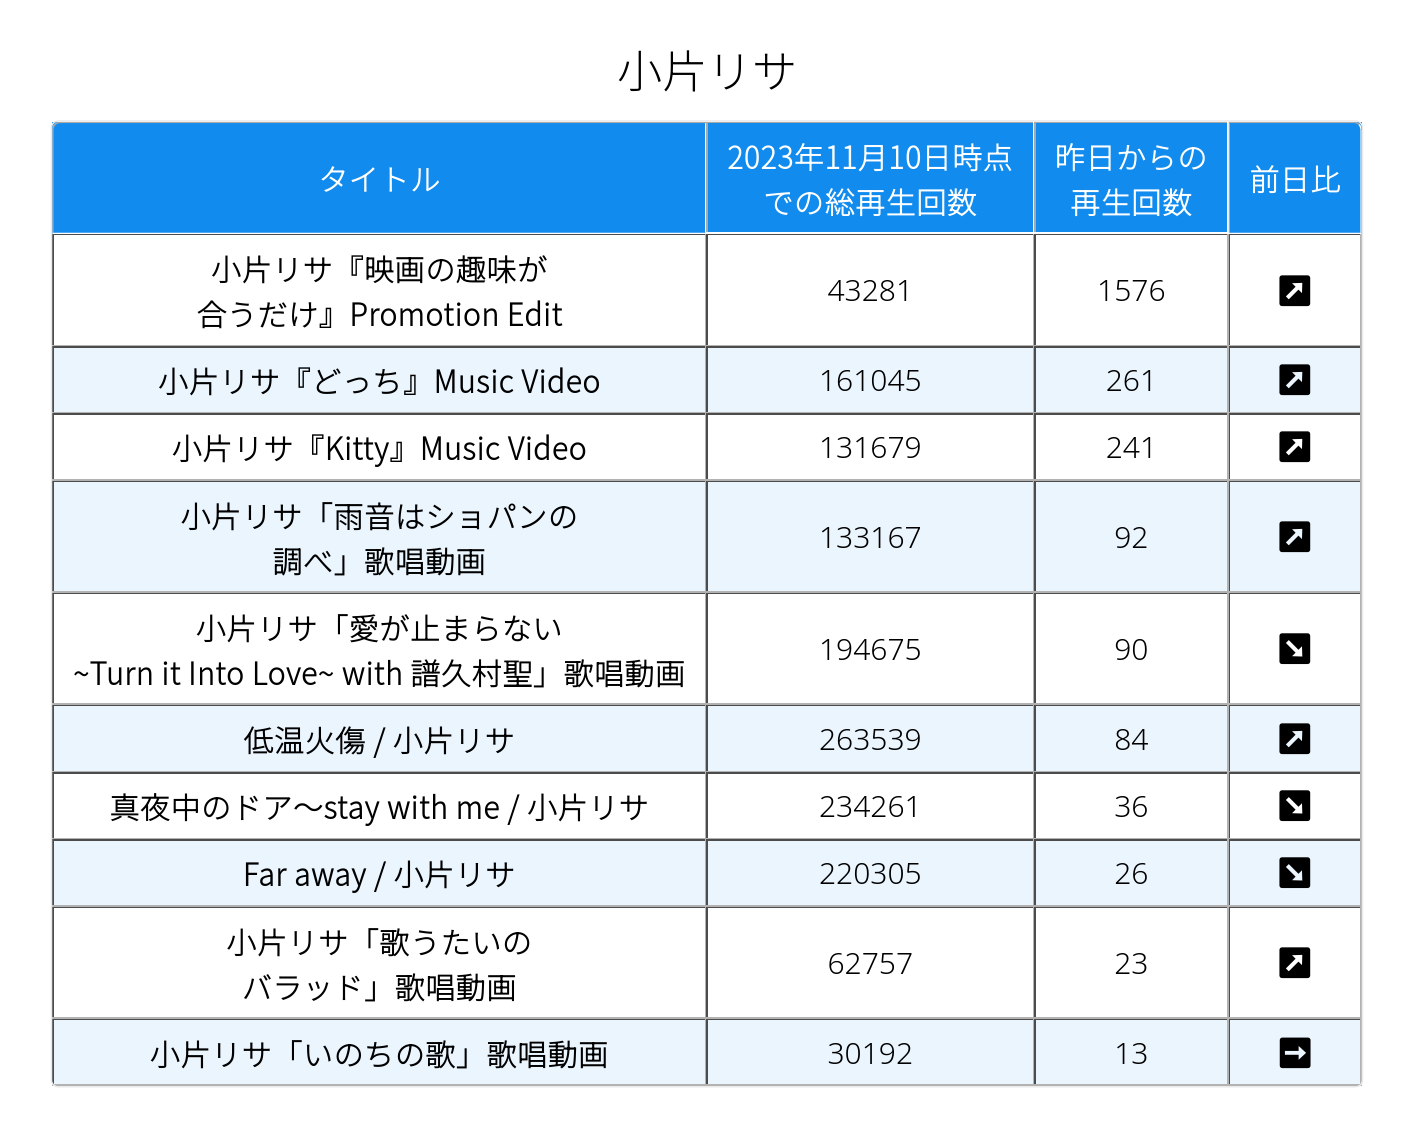 小片リサ
タイトル
2023年11月10日時点
での総再生回数
昨日からの
再生回数
前日比
小片リサ『映画の趣味が
合うだけ』Promotion Edit
43281
1576
小片リサ『どっち』Music Video
161045
261
小片リサ『Kitty』Music Video
131679
241
小片リサ「雨音はショパンの
調べ」歌唱動画
133167
92
小片リサ「愛が止まらない
~Turn it Into Love~ with 譜久村聖」歌唱動画
194675
90
低温火傷 / 小片リサ
263539
84
真夜中のドア〜stay with me / 小片リサ
234261
36
Far away / 小片リサ
220305
26
小片リサ「歌うたいの
バラッド」歌唱動画
62757
23
小片リサ「いのちの歌」歌唱動画
30192
13